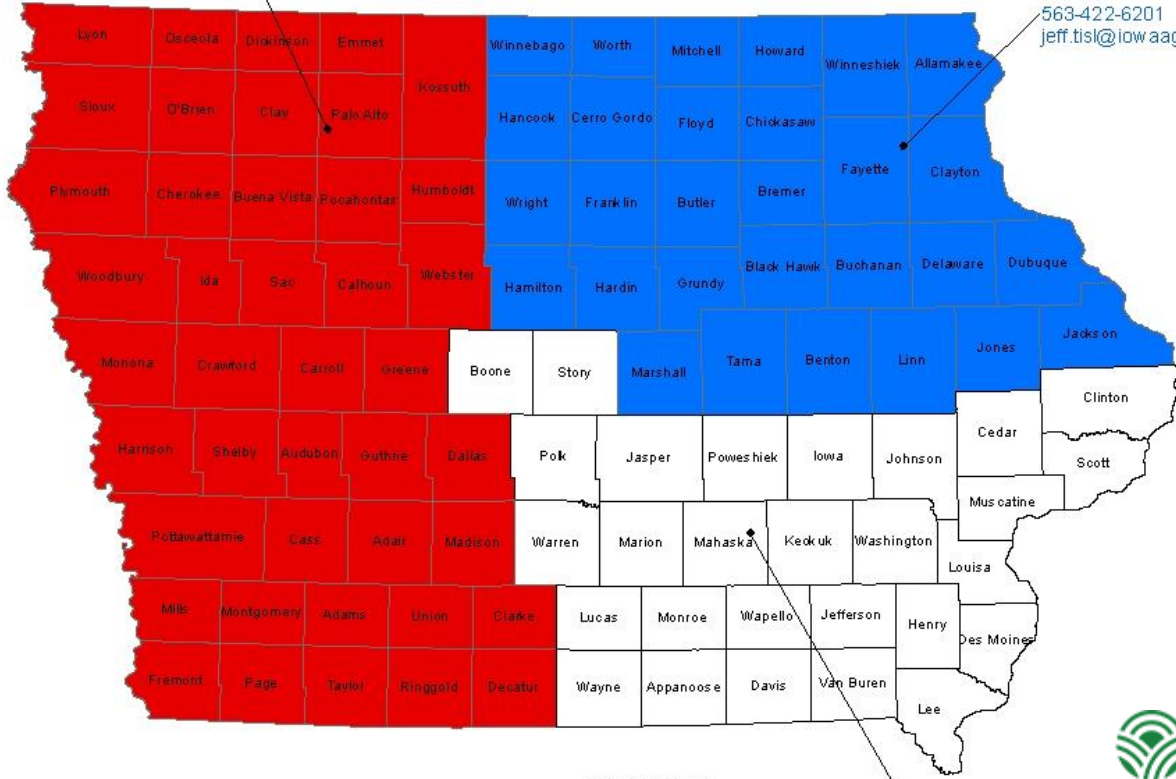 563-422-6201
jeff.tisl@iowaag
Lyon Osceola Dickinson Emmet
Winnebago Worth Mitchell Howard
Winneshiek Allamakee
Kossuth
Sioux O'Brien Clay Palo Alto
Hancock Cerro Gordo Floyd Chickasaw
Fayette Clayton
Plymouth Cherokee Buena Vista Pocahontas Humboldt
Wright Franklin Butler Bremer
Woodbury Ida Sac Calhoun Webster
Hamilton Hardin Grundy Black Hawk Buchanan Delaware Dubuque
Monona Crawford Carroll Greene Boone Story Marshall Tama Benton Linn Jones Jackson
Clinton
Harrison Shelby Audubon Guthrie Dallas Polk Jasper Poweshiek Iowa Johnson Cedar
Scott
Muscatine
Pottawattamie Cass Adair Madison Warren Marion Mahaska Keokuk Washington
Louisa
Mills Montgomery Adams Union Clarke Lucas Monroe Wapello Jefferson Henry
Des Moines
Fremont Page Taylor Ringgold Decatur Wayne Appanoose Davis Van Buren
Lee